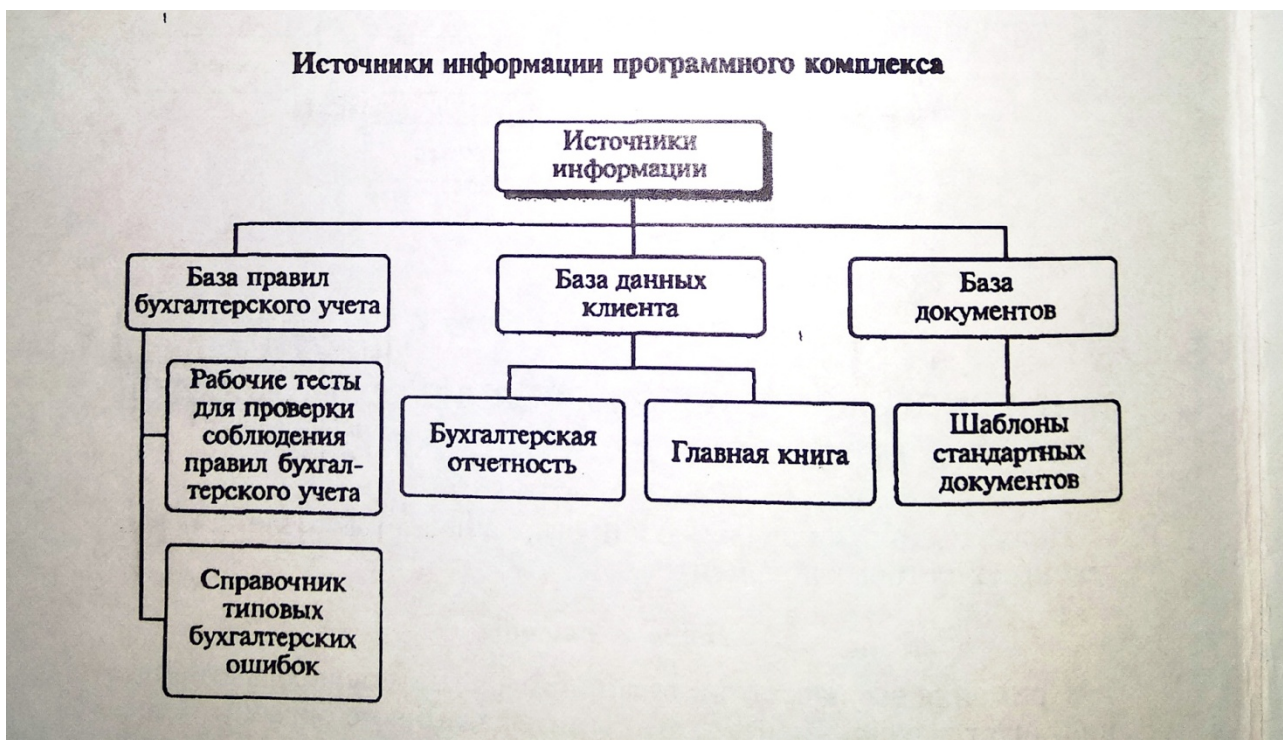 Источники информации программного комплекса
Источники
информации
База правил
бухгалтерского учета
База данных
клиента
База
документов
Рабочие тесты
для проверки
соблюдения
правил бухгал-
терского учета
Бухгалтерская
отчетность
Главная книга
Шаблоны
стандартных
документов
Справочник
типовых
бухгалтерских
ошибок